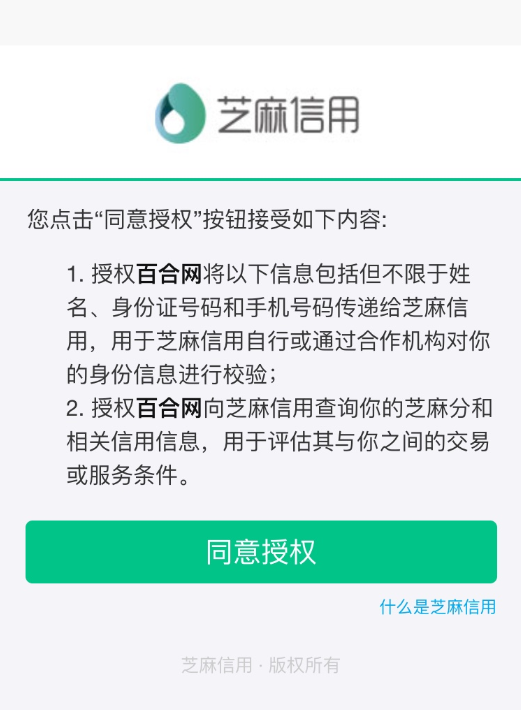 芝麻信用
您点击“同意授权”按钮接受如下内容:
1. 授权百合网将以下信息包括但不限于姓
名、身份证号码和手机号码传递给芝麻信
用，用于芝麻信用自行或通过合作机构对你
的身份信息进行校验；
2. 授权百合网向芝麻信用查询你的芝麻分和
相关信用信息，用于评估其与你之间的交易
或服务条件。
同意授权
什么是芝麻信用
芝麻信用 · 版权所有